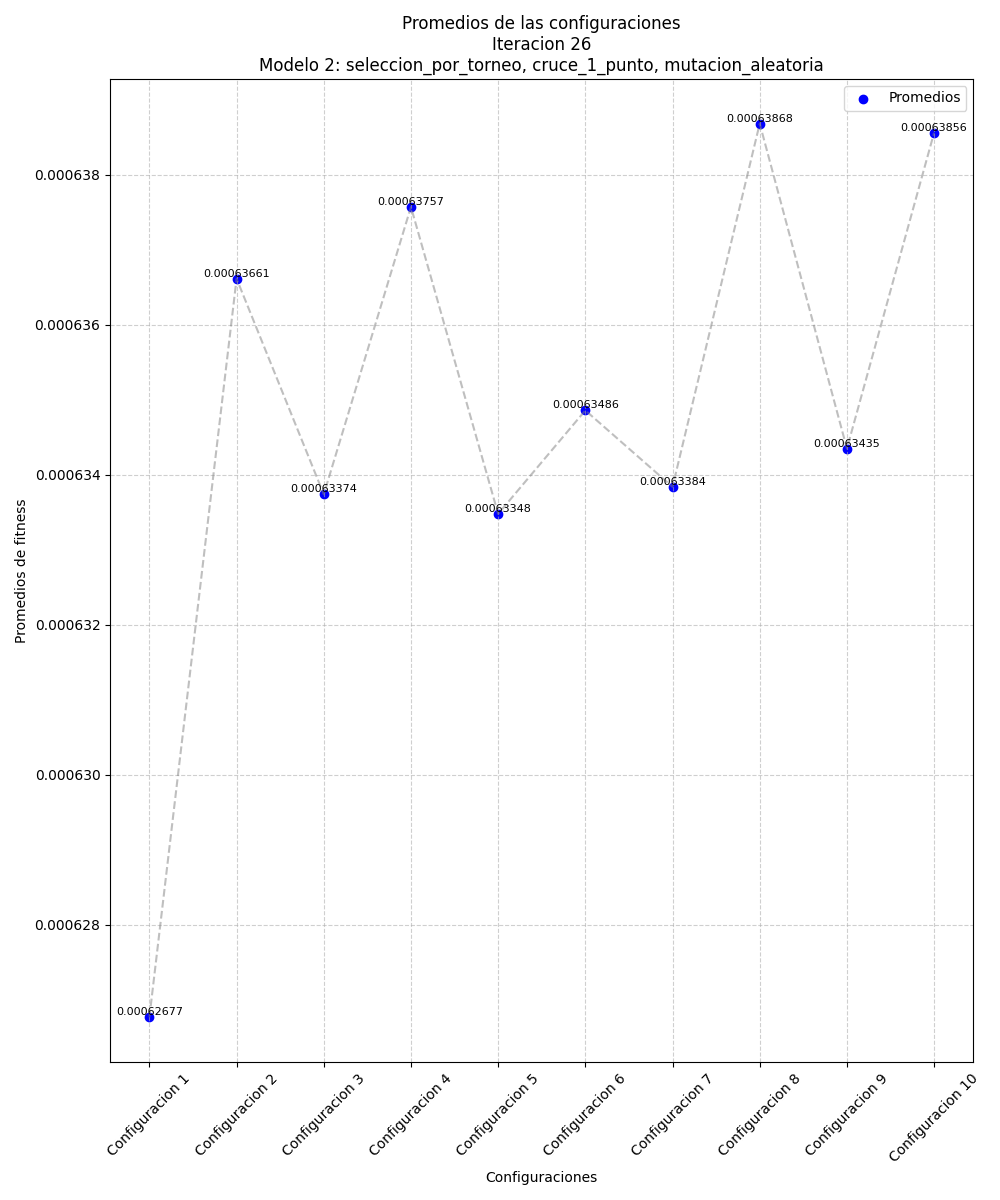 Promedios de las configuraciones
Iteracion 26
Modelo 2: seleccion_por_torneo, cruce_1_punto, mutacion_aleatoria
Promedios
0.00063868
0.00063856
0.000638
0.00063757
0.00063661
0.000636
0.00063486
0.00063435
0.000634
0.00063384
0.00063374
0.00063348
0.000632
0.000630
0.000628
0.00062677
Promedios de fitness
Configuracion 1
Configuracion 2
Configuracion 3
Configuracion 4
Configuracion 5
Configuracion 6
Configuracion 7
Configuracion 8
Configuracion 9
Configuracion 10
Configuraciones